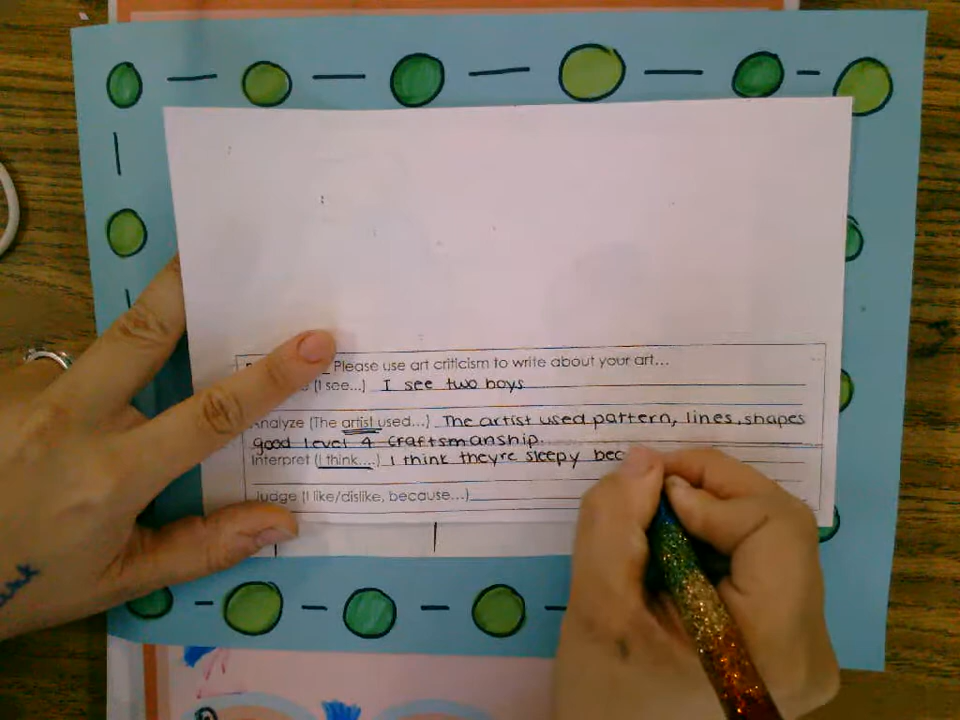 Please use art criticism to write about your art...
(I see...) I see two boys
Analyze (The artist used...) The artist used pattern, lines, shapes
good level 4 craftsmanship.
Interpret (I think....) I think theyre sleepy bec
Judge (I like/dislike, because...)